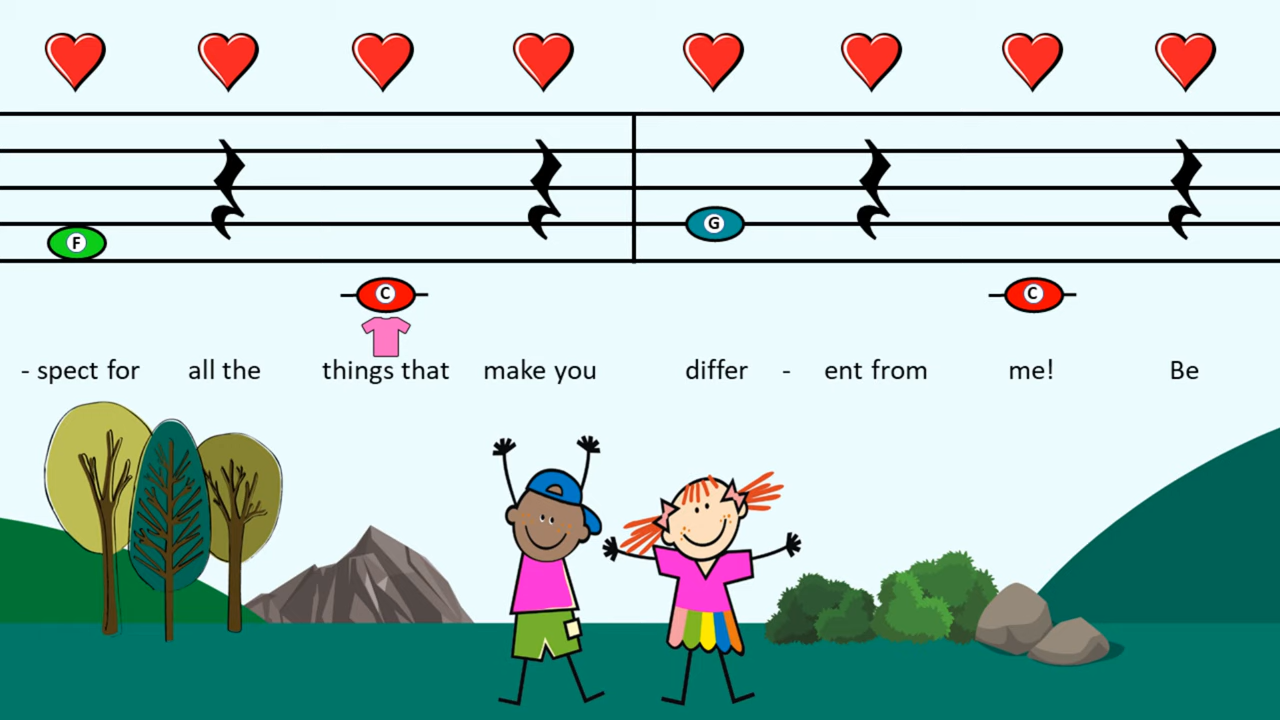 F C G C
- spect for all the things that make you differ - ent from me! Be